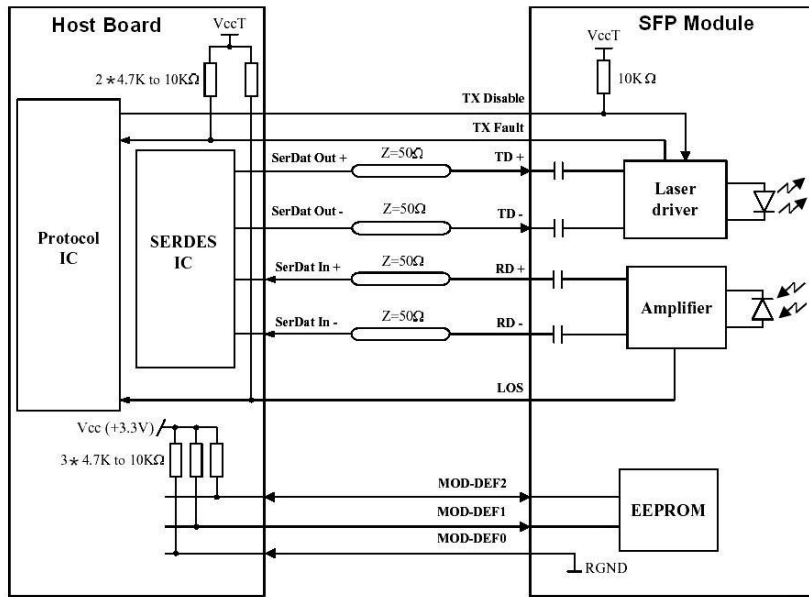 Host Board
SFP Module
VccT
VccT
2*4.7K to 10KΩ
10KΩ
TX Disable
TX Fault
SerDat Out +
Z=50Ω
TD +
SerDat Out -
Z=50Ω
TD -
Laser
driver
Protocol
IC
SERDES
IC
SerDat In +
Z=50Ω
RD +
SerDat In -
Z=50Ω
RD -
Amplifier
LOS
Vcc (+3.3V)
3*4.7K to 10KΩ
MOD-DEF2
MOD-DEF1
MOD-DEF0
EEPROM
RGND